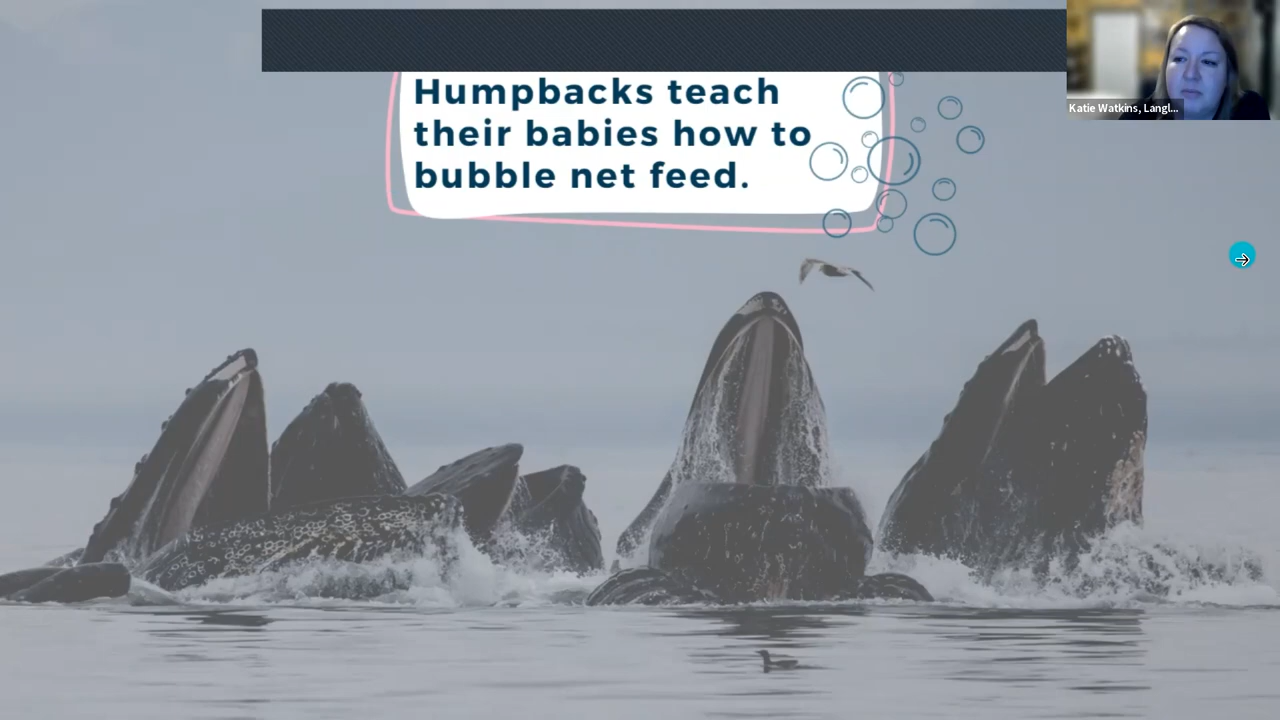 Humpbacks teach
their babies how to
bubble net feed.
Katie Watkins, Langl...